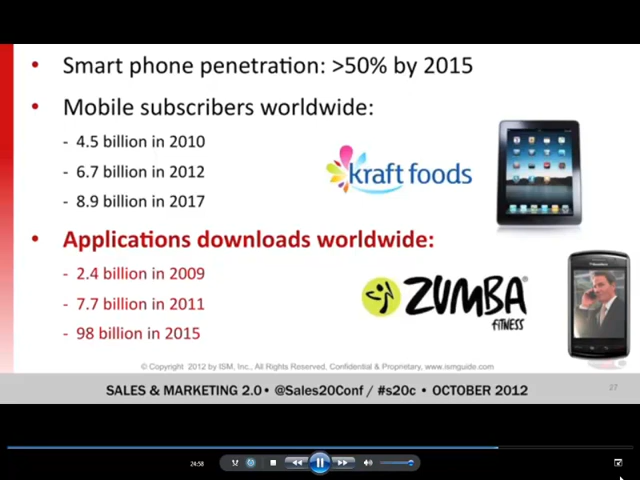 • Smart phone penetration: >50% by 2015
• Mobile subscribers worldwide:
- 4.5 billion in 2010
- 6.7 billion in 2012
- 8.9 billion in 2017
kraft foods
• Applications downloads worldwide:
- 2.4 billion in 2009
- 7.7 billion in 2011
- 98 billion in 2015
ZUMBA®
FITNESS
BlackBerry
© Copyright 2012 by ISM, Inc., All Rights Reserved, Confidential & Proprietary, www.ismguide.com
SALES & MARKETING 2.0• @Sales20Conf / #s20c • OCTOBER 2012
27
24:58